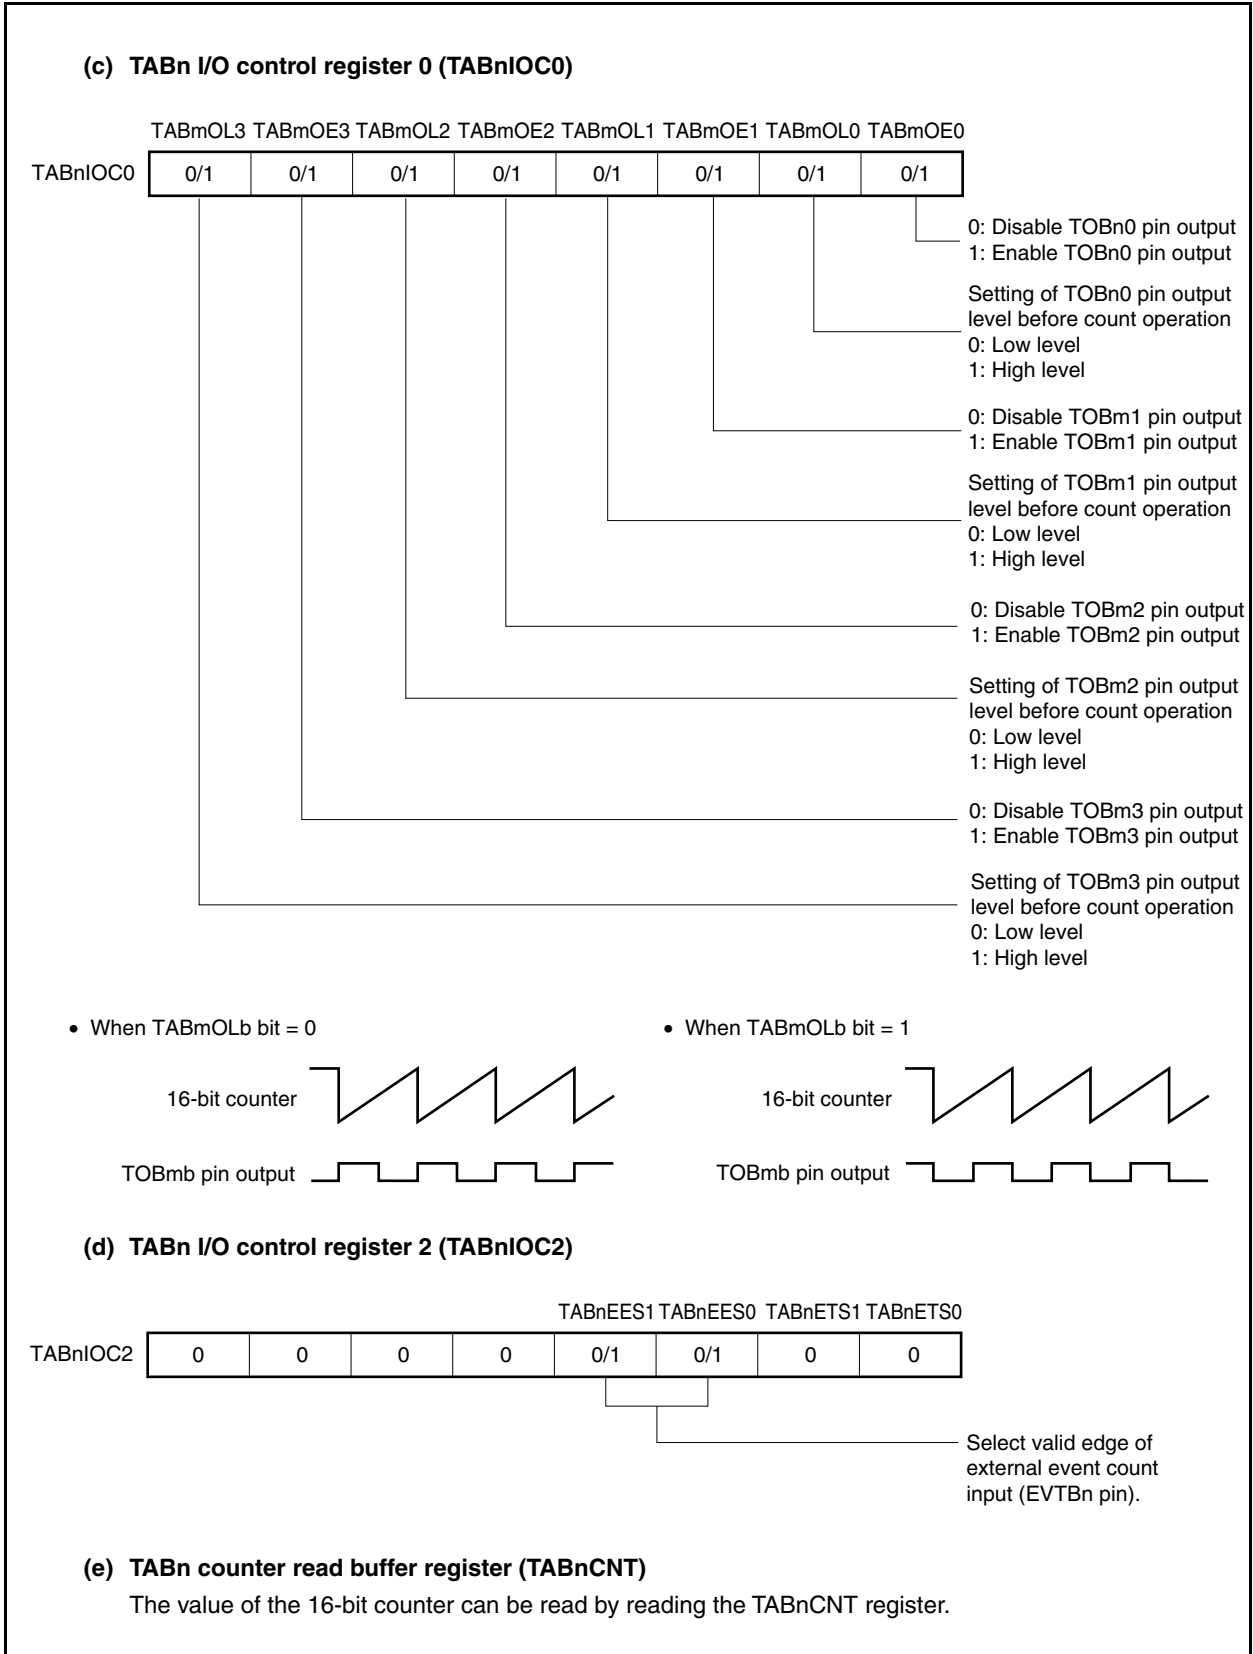 (c) TABn I/O control register 0 (TABnIOC0)
TABmOL3 TABmOE3 TABmOL2 TABmOE2 TABmOL1 TABmOE1 TABmOL0 TABmOE0
TABnIOC0 0/1 0/1 0/1 0/1 0/1 0/1 0/1 0/1
0: Disable TOBn0 pin output
1: Enable TOBn0 pin output
Setting of TOBn0 pin output
level before count operation
0: Low level
1: High level
0: Disable TOBm1 pin output
1: Enable TOBm1 pin output
Setting of TOBm1 pin output
level before count operation
0: Low level
1: High level
0: Disable TOBm2 pin output
1: Enable TOBm2 pin output
Setting of TOBm2 pin output
level before count operation
0: Low level
1: High level
0: Disable TOBm3 pin output
1: Enable TOBm3 pin output
Setting of TOBm3 pin output
level before count operation
0: Low level
1: High level
• When TABmOLb bit = 0
16-bit counter
TOBmb pin output
• When TABmOLb bit = 1
16-bit counter
TOBmb pin output
(d) TABn I/O control register 2 (TABnIOC2)
TABnEES1 TABnEES0 TABnETS1 TABnETS0
TABnIOC2 0 0 0 0 0/1 0/1 0 0
Select valid edge of
external event count
input (EVTBn pin).
(e) TABn counter read buffer register (TABnCNT)
The value of the 16-bit counter can be read by reading the TABnCNT register.